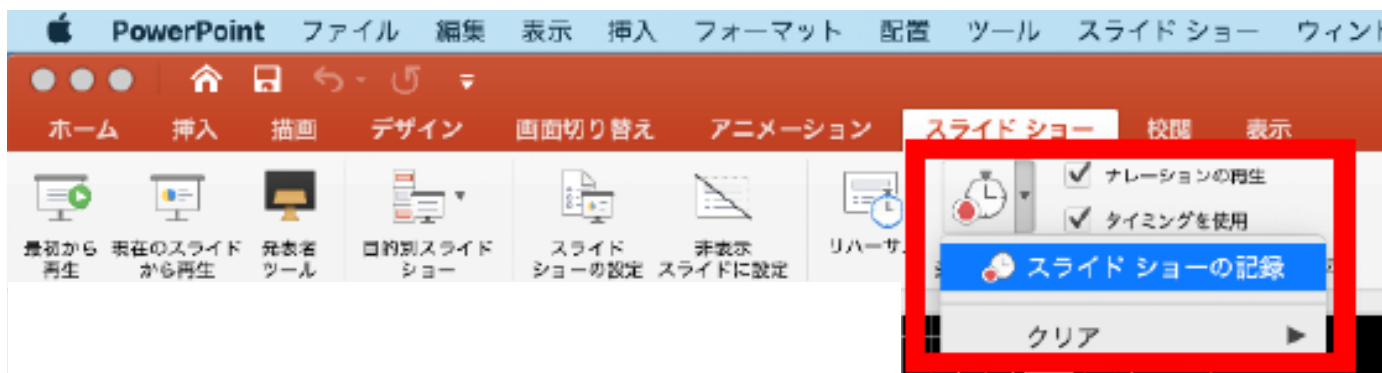 PowerPoint ファイル 編集 表示 挿入 フォーマット 配置 ツール スライド ショー ウィンド
ホーム 挿入 描画 デザイン 画面切り替え アニメーション スライド ショー 校閲 表示
ナレーションの再生
タイミングを使用
最初から 現在のスライド 発表者 目的別スライド スライド 非表示 リハーサ
再生 から再生 ツール ショー ショーの設定 スライドに設定
スライド ショーの記録
クリア